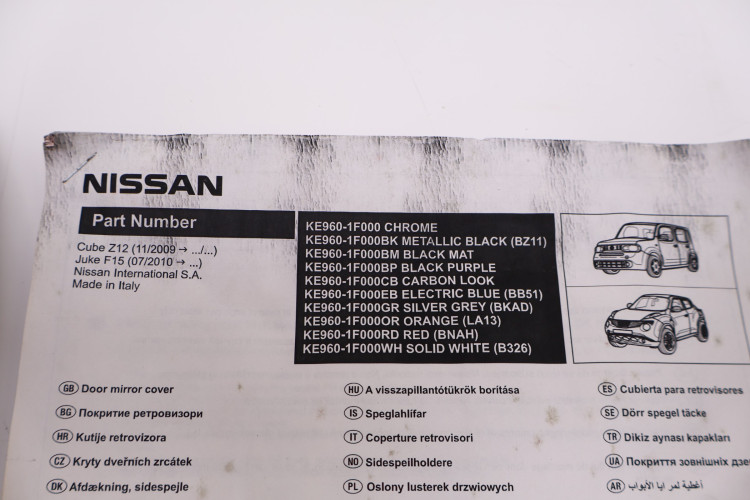 NISSAN
Part Number
Cube Z12 (11/2009 → .../...)
Juke F15 (07/2010 → ...)
Nissan International S.A.
Made in Italy
KE960-1F000 CHROME
KE960-1F000BK METALLIC BLACK (BZ11)
KE960-1F000BM BLACK MAT
KE960-1F000BP BLACK PURPLE
KE960-1F000CB CARBON LOOK
KE960-1F000EB ELECTRIC BLUE (BB51)
KE960-1F000GR SILVER GREY (BKAD)
KE960-1F000OR ORANGE (LA13)
KE960-1F000RD RED (BNAH)
KE960-1F000WH SOLID WHITE (B326)
GB Door mirror cover
BG Покритие ретровизори
HR Kutije retrovizora
CZ Kryty dveřních zrcátek
DK Afdækning, sidespejle
HU A visszapillantótükrök borítása
IS Speglahlífar
IT Coperture retrovisori
NO Sideспeilholdere
PL Oslony lusterek drzwiowych
ES Cubierta para retrovisores
SE Dörr spegel täcke
TR Dikiz aynası kapakları
UA Покриття зовнішніх
AR أغطية لمرايا الأبواب